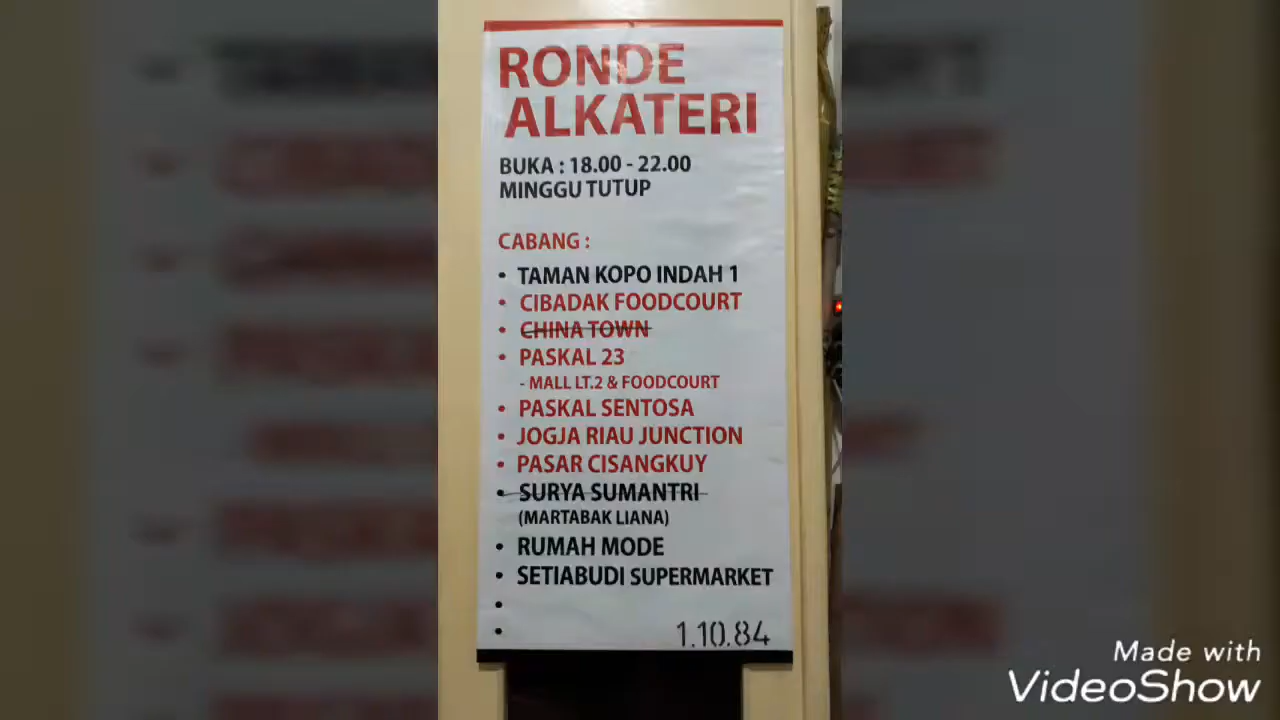 RONDE
ALKATERI
BUKA : 18.00 - 22.00
MINGGU TUTUP
CABANG :
• TAMAN KOPO INDAH 1
• CIBADAK FOODCOURT
• CHINA TOWN
• PASKAL 23
- MALL LT.2 & FOODCOURT
• PASKAL SENTOSA
• JOGJA RIAU JUNCTION
• PASAR CISANGKUY
• SURYA SUMANTRI
(MARTABAK LIANA)
• RUMAH MODE
• SETIABUDI SUPERMARKET
•
•
1.10.84
Made with
VideoShow